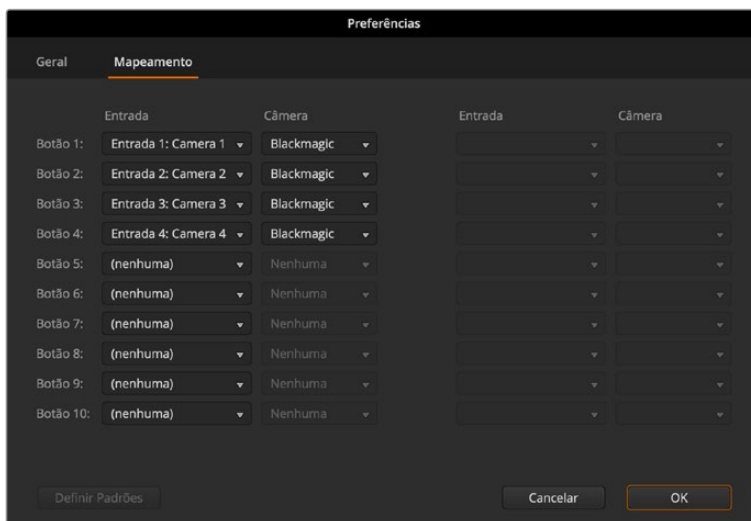 Preferências
Geral Mapeamento
Entrada Câmera Entrada Câmera
Botão 1: Entrada 1: Camera 1 Blackmagic
Botão 2: Entrada 2: Camera 2 Blackmagic
Botão 3: Entrada 3: Camera 3 Blackmagic
Botão 4: Entrada 4: Camera 4 Blackmagic
Botão 5: (nenhuma) Nenhuma
Botão 6: (nenhuma) Nenhuma
Botão 7: (nenhuma) Nenhuma
Botão 8: (nenhuma) Nenhuma
Botão 9: (nenhuma) Nenhuma
Botão 10: (nenhuma) Nenhuma
Definir Padrões Cancelar OK